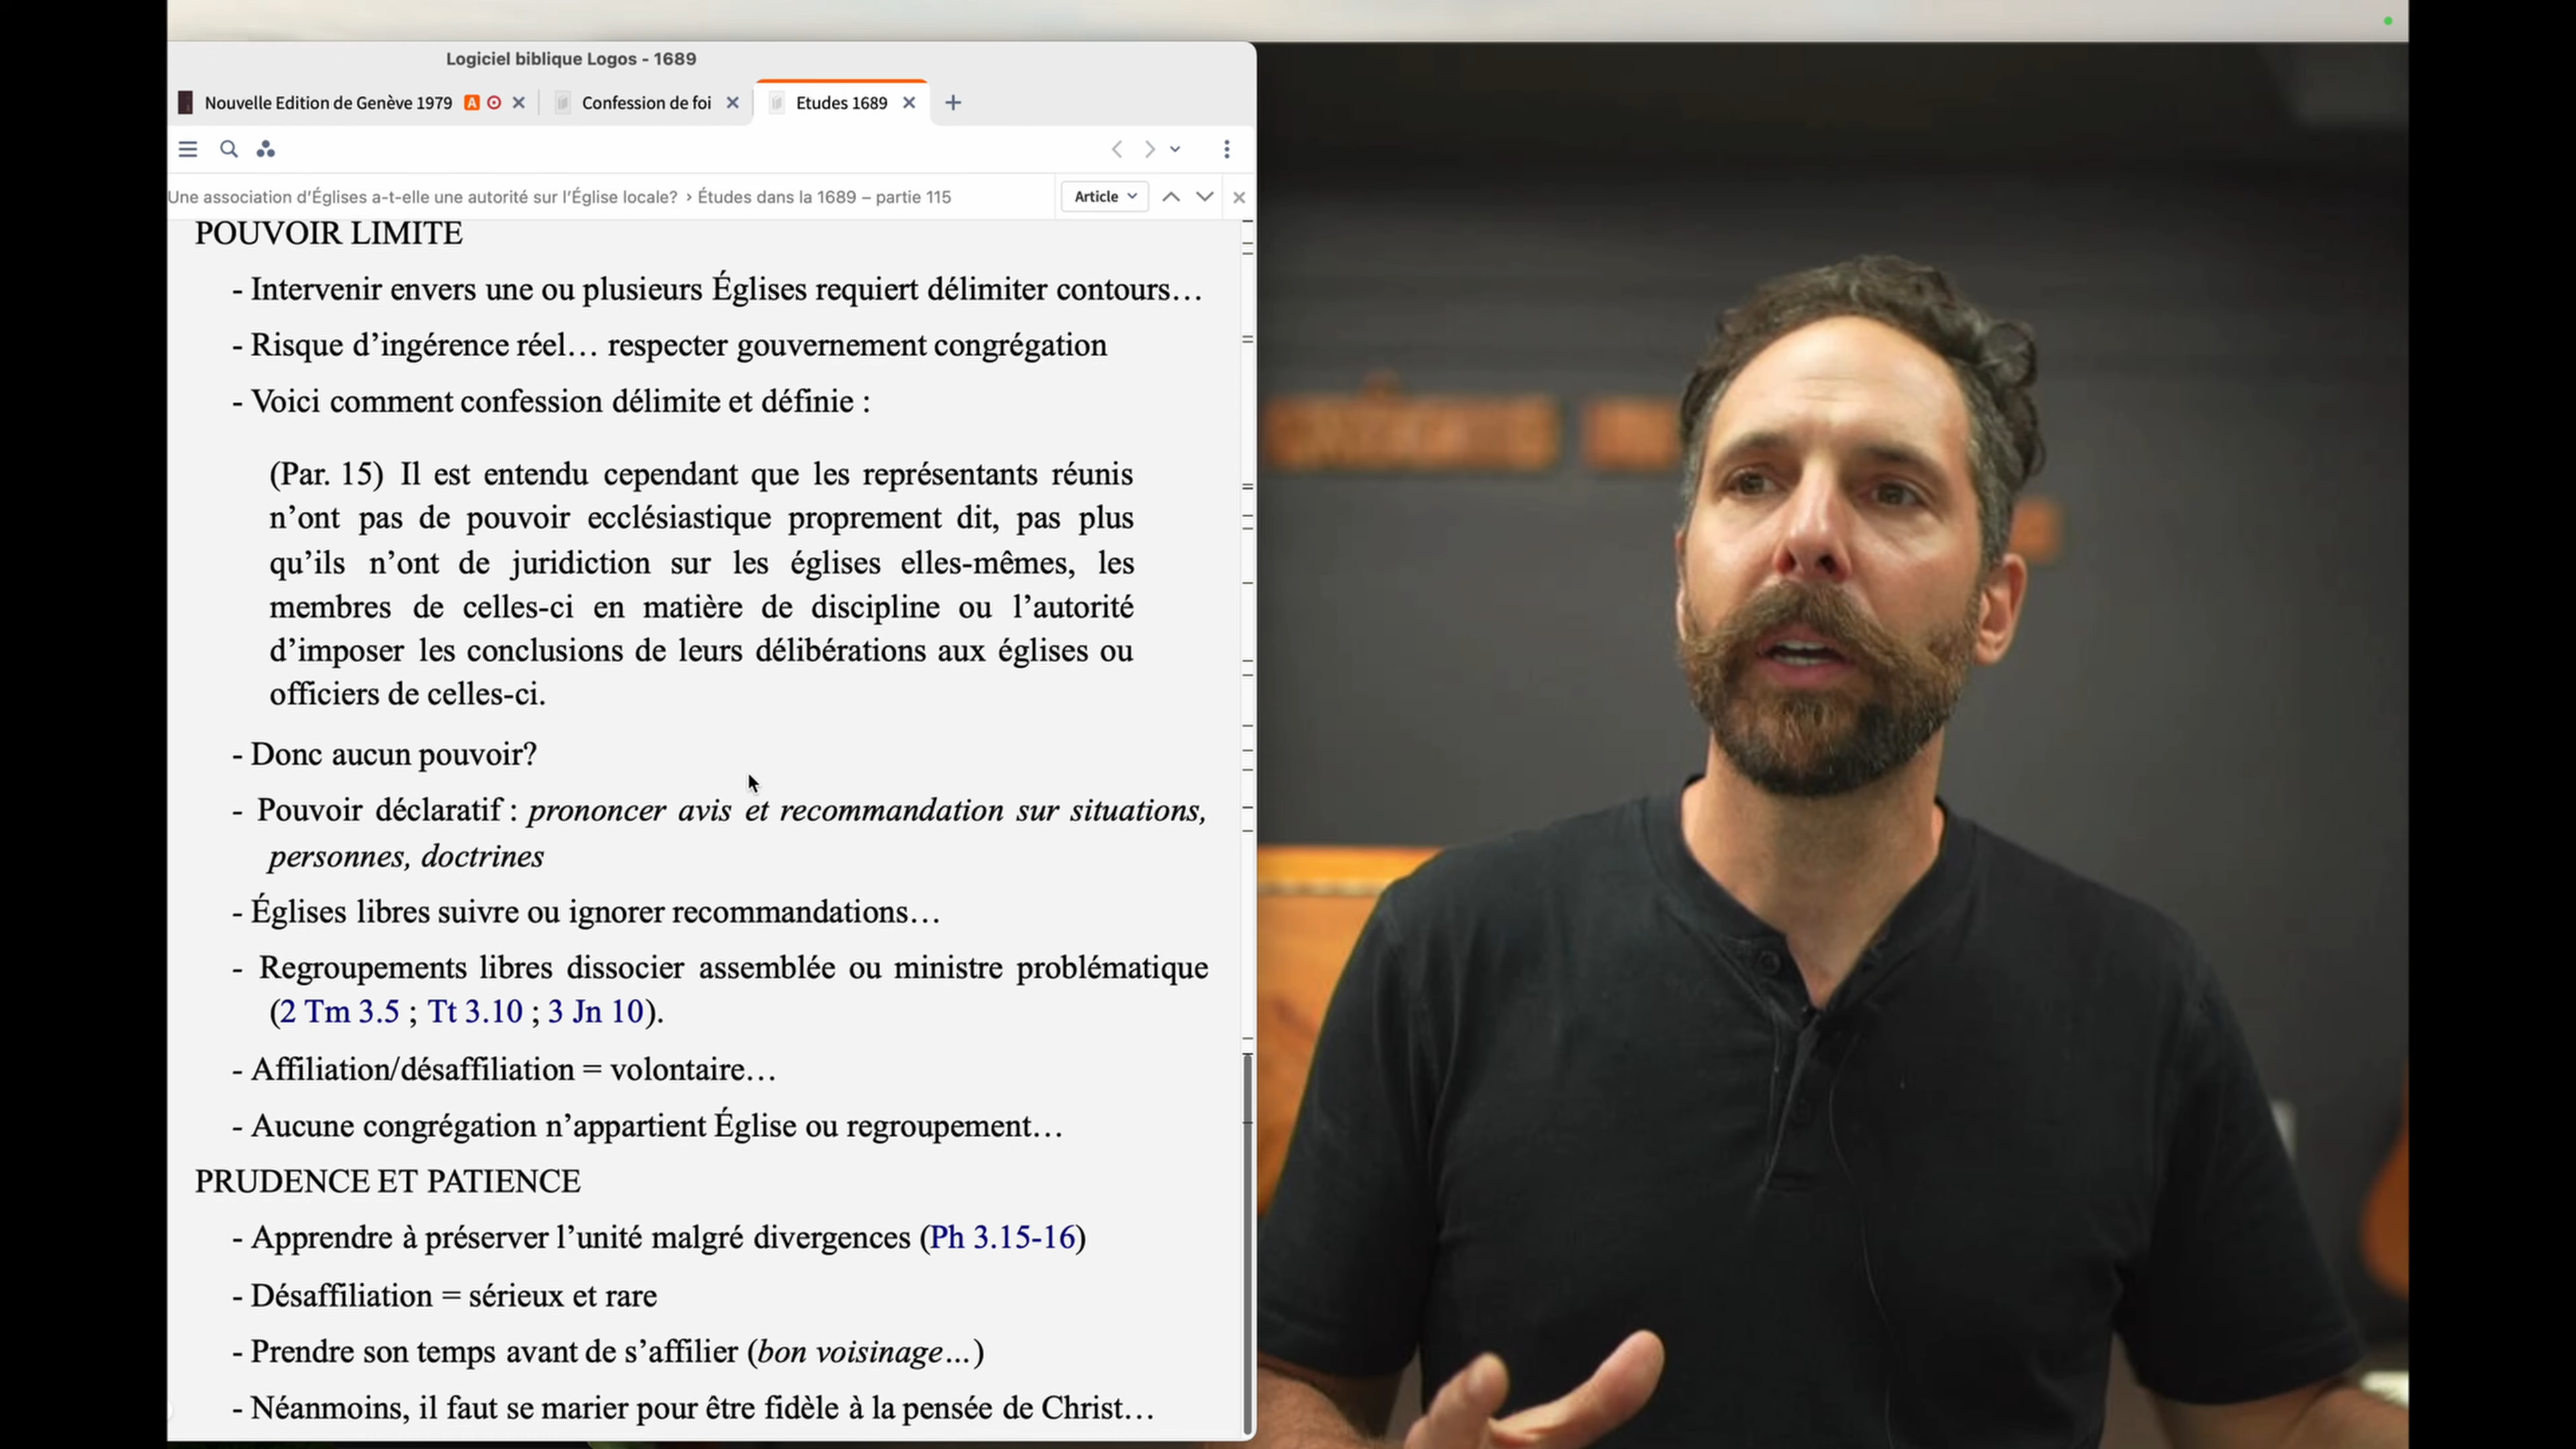 Logiciel biblique Logos - 1689
Nouvelle Edition de Genève 1979 A
Confession de foi
Etudes 1689
Une association d'Églises a-t-elle une autorité sur l'Église locale? › Études dans la 1689 – partie 115
Article
POUVOIR LIMITÉ
- Intervenir envers une ou plusieurs Églises requiert délimiter contours…
- Risque d'ingérence réel… respecter gouvernement congrégation
- Voici comment confession délimite et définie :
(Par. 15) Il est entendu cependant que les représentants réunis
n'ont pas de pouvoir ecclésiastique proprement dit, pas plus
qu'ils n'ont de juridiction sur les églises elles-mêmes, les
membres de celles-ci en matière de discipline ou l'autorité
d'imposer les conclusions de leurs délibérations aux églises ou
officiers de celles-ci.
- Donc aucun pouvoir?
- Pouvoir déclaratif : prononcer avis et recommandation sur situations,
personnes, doctrines
- Églises libres suivre ou ignorer recommandations…
- Regroupements libres dissocier assemblée ou ministre problématique
(2 Tm 3.5 ; Tt 3.10 ; 3 Jn 10).
- Affiliation/désaffiliation = volontaire…
- Aucune congrégation n'appartient Église ou regroupement…
PRUDENCE ET PATIENCE
- Apprendre à préserver l'unité malgré divergences (Ph 3.15-16)
- Désaffiliation = sérieux et rare
- Prendre son temps avant de s'affilier (bon voisinage…)
- Néanmoins, il faut se marier pour être fidèle à la pensée de Christ…